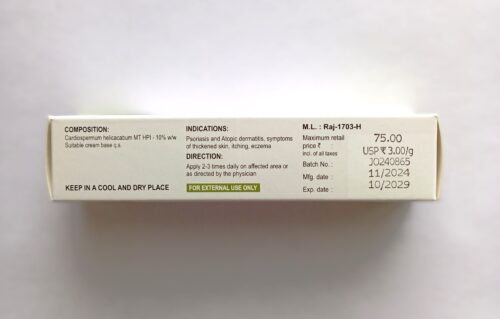 COMPOSITION:
Cardiospermum helicacabum MT HPI - 10% w/w
Suitable cream base q.s
KEEP IN A COOL AND DRY PLACE
INDICATIONS:
Psoriasis and Atopic dermatitis, symptoms
of thickened skin, itching, eczema
DIRECTION:
Apply 2-3 times daily on affected area or
as directed by the physician
FOR EXTERNAL USE ONLY
M.L. : Raj-1703-H
Maximum retail 75.00
price ₹ :
incl. of all taxes USP ₹ 3.00/g
Batch No. : JO240865
Mfg. date : 11/2024
Exp. date : 10/2029